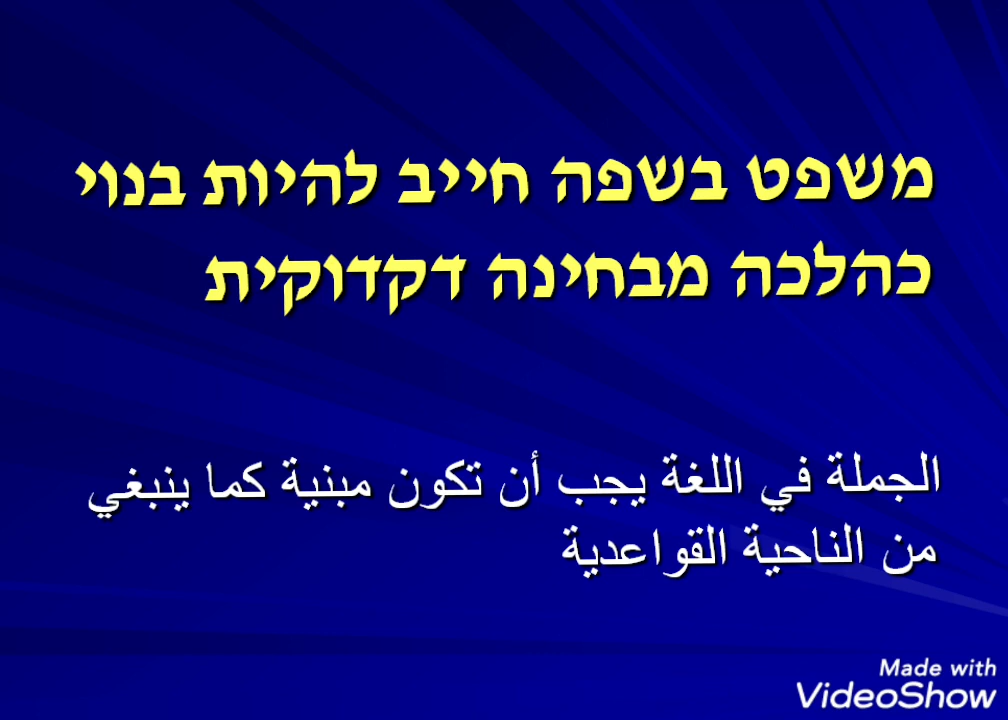 משפט בשפה חייב להיות בנוי
כהלכה מבחינה דקדוקית
الجملة في اللغة يجب أن تكون مبنية كما ينبغي
من الناحية القواعدية
Made with
VideoShow